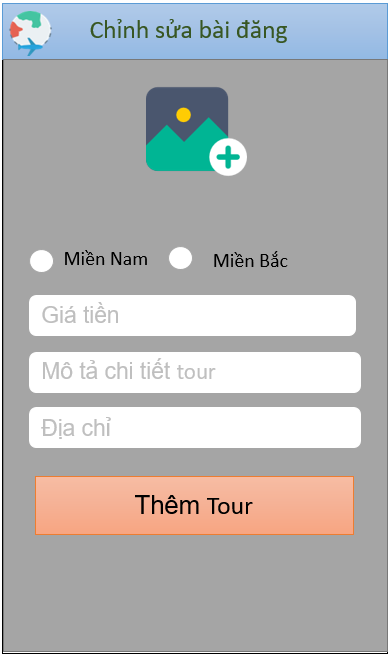 Chỉnh sửa bài đăng
Miền Nam
Miền Bắc
Giá tiền
Mô tả chi tiết tour
Địa chỉ
Thêm Tour